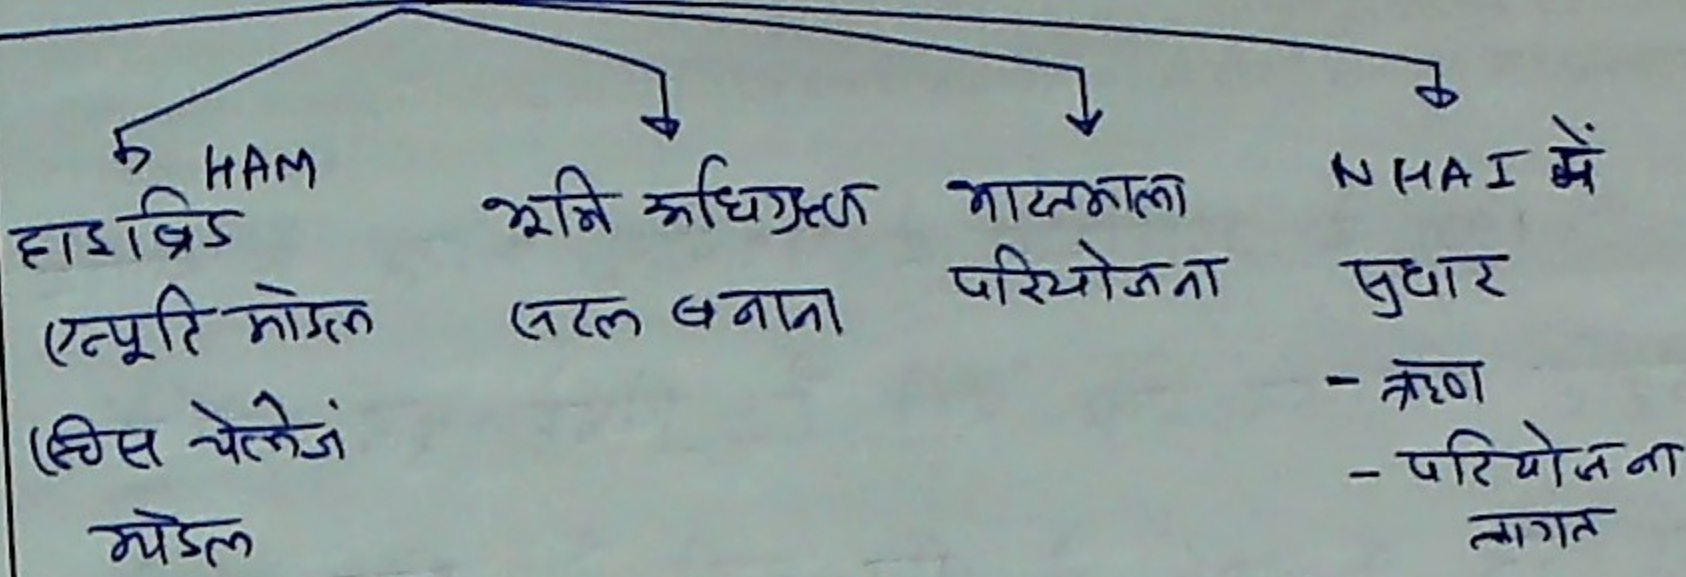 HAM
हाइब्रिड
एन्यूटि मॉडल
स्विस चेलेंज
मॉडल
भूमि अधिग्रहण
सरल बनाना
भारतमाला
परियोजना
NHAI में
सुधार
- ऋण
- परियोजना
लागत